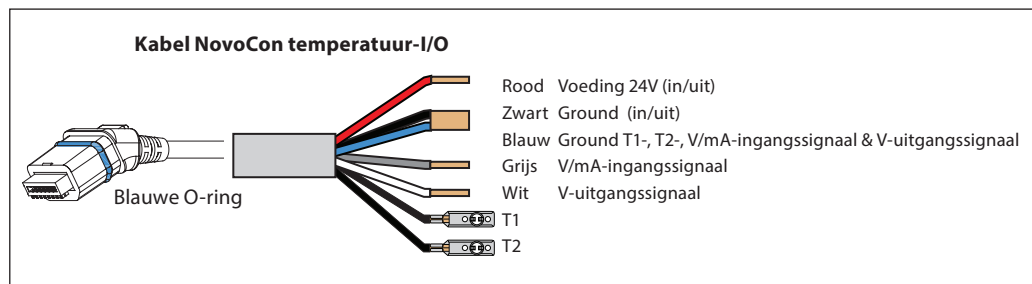 Kabel NovoCon temperatuur-I/O
Rood Voeding 24V (in/uit)
Zwart Ground (in/uit)
Blauw Ground T1-, T2-, V/mA-ingangssignaal & V-uitgangssignaal
Grijs V/mA-ingangssignaal
Wit V-uitgangssignaal
Blauwe O-ring
T1
T2